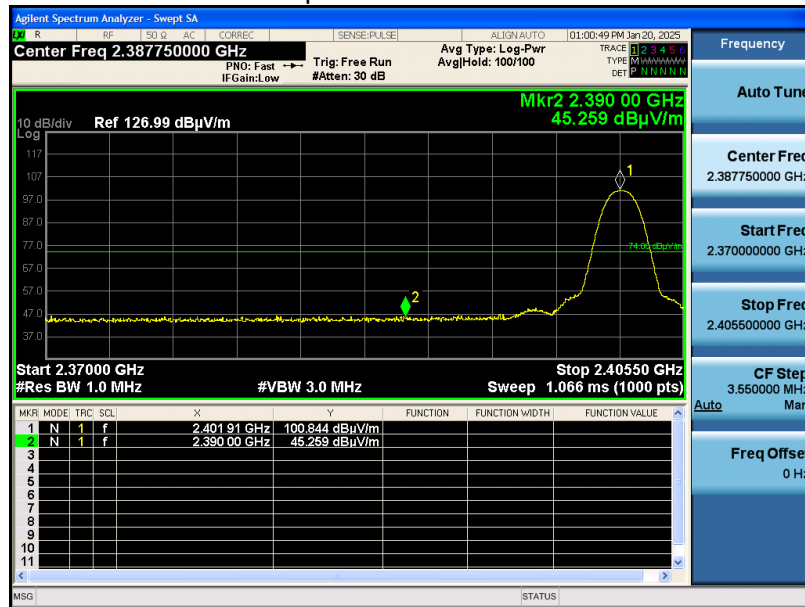 Agilent Spectrum Analyzer - Swept SA
LXI R RF 50 Ω AC CORREC SENSE:PULSE ALIGN AUTO 01:00:49 PM Jan 20, 2025
Center Freq 2.387750000 GHz
PNO: Fast
IFGain:Low
Trig: Free Run
#Atten: 30 dB
Avg Type: Log-Pwr
Avg|Hold: 100/100
TRACE 1 2 3 4 5 6
TYPE M WWWWW
DET P N N N N N
Mkr2 2.390 00 GHz
45.259 dBµV/m
10 dB/div Ref 126.99 dBµV/m
Log
117
107
97.0
87.0
77.0
67.0
57.0
47.0
37.0
1
74.00 dBµV/m
2
Start 2.37000 GHz Stop 2.40550 GHz
#Res BW 1.0 MHz #VBW 3.0 MHz Sweep 1.066 ms (1000 pts)
MKR MODE TRC SCL X Y FUNCTION FUNCTION WIDTH FUNCTION VALUE
1 N 1 f 2.401 91 GHz 100.844 dBµV/m
2 N 1 f 2.390 00 GHz 45.259 dBµV/m
3
4
5
6
7
8
9
10
11
MSG STATUS
Frequency
Auto Tune
Center Freq
2.387750000 GHz
Start Freq
2.370000000 GHz
Stop Freq
2.405500000 GHz
CF Step
3.550000 MHz
Auto Man
Freq Offset
0 Hz